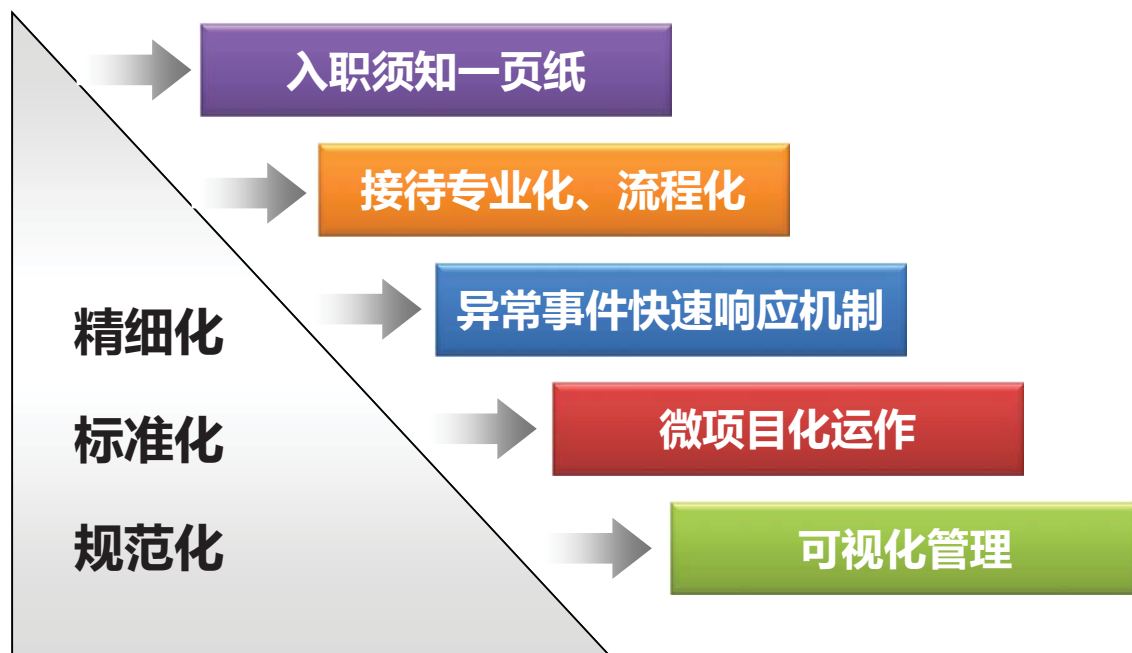 入职须知一页纸
接待专业化、流程化
异常事件快速响应机制
微项目化运作
可视化管理
精细化
标准化
规范化